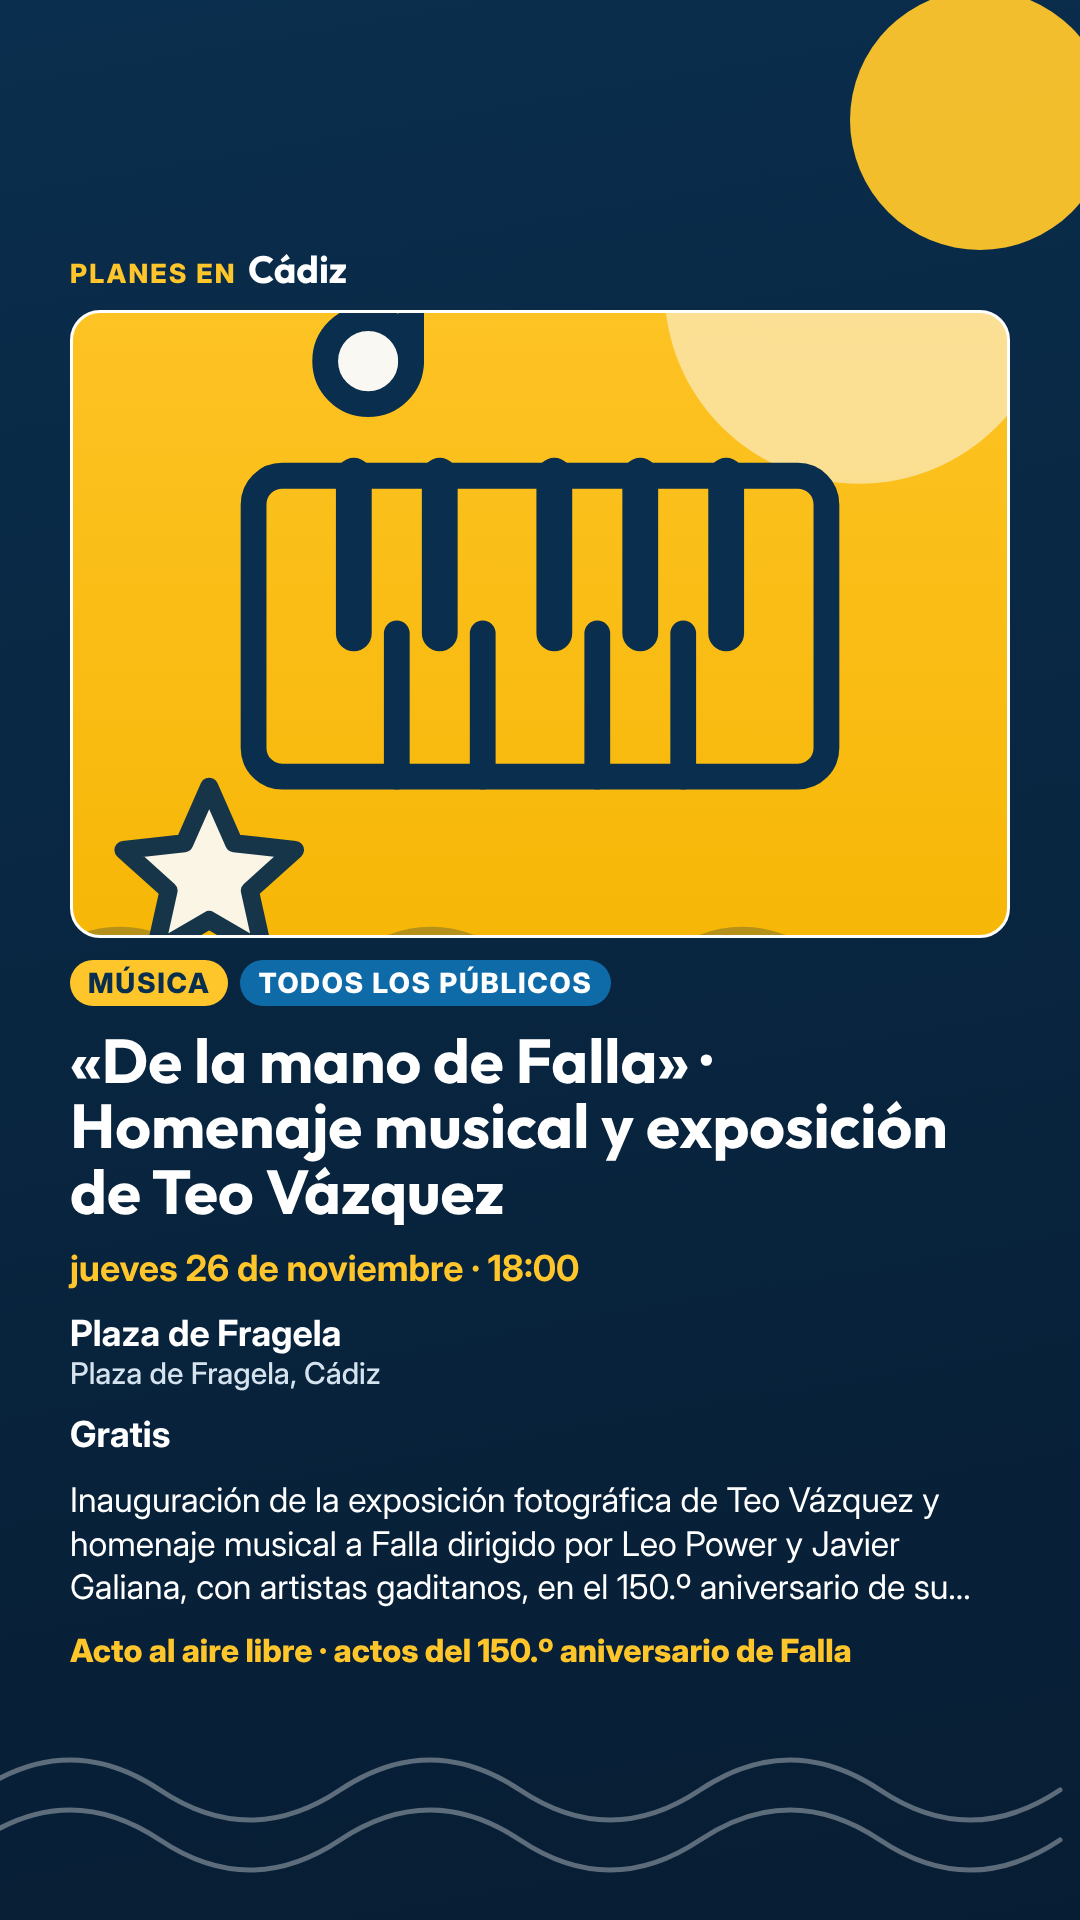 PLANES EN Cádiz
MÚSICA
TODOS LOS PÚBLICOS
«De la mano de Falla» ·
Homenaje musical y exposición
de Teo Vázquez
jueves 26 de noviembre · 18:00
Plaza de Fragela
Plaza de Fragela, Cádiz
Gratis
Inauguración de la exposición fotográfica de Teo Vázquez y
homenaje musical a Falla dirigido por Leo Power y Javier
Galiana, con artistas gaditanos, en el 150.º aniversario de su...
Acto al aire libre · actos del 150.º aniversario de Falla